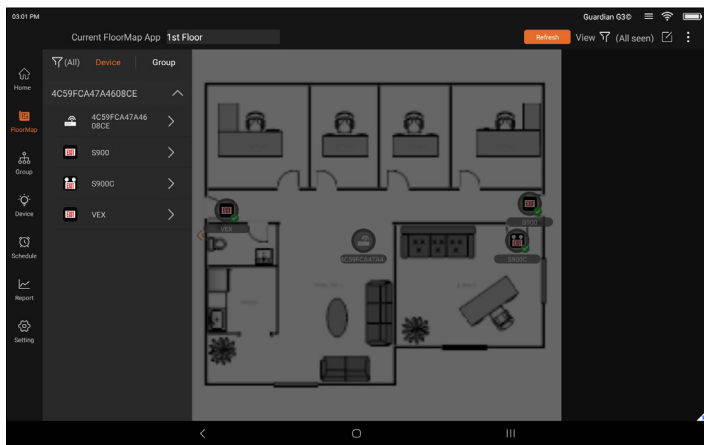 03:01 PM
Guardian G3©
Current FloorMap App 1st Floor
Refresh
View (All seen)
(All) Device Group
Home
FloorMap
Group
Device
Schedule
Report
Setting
4C59FCA47A4608CE
4C59FCA47A46
08CE
S900
S900C
VEX
VEX
4C59FCA47A4
S900
S900C